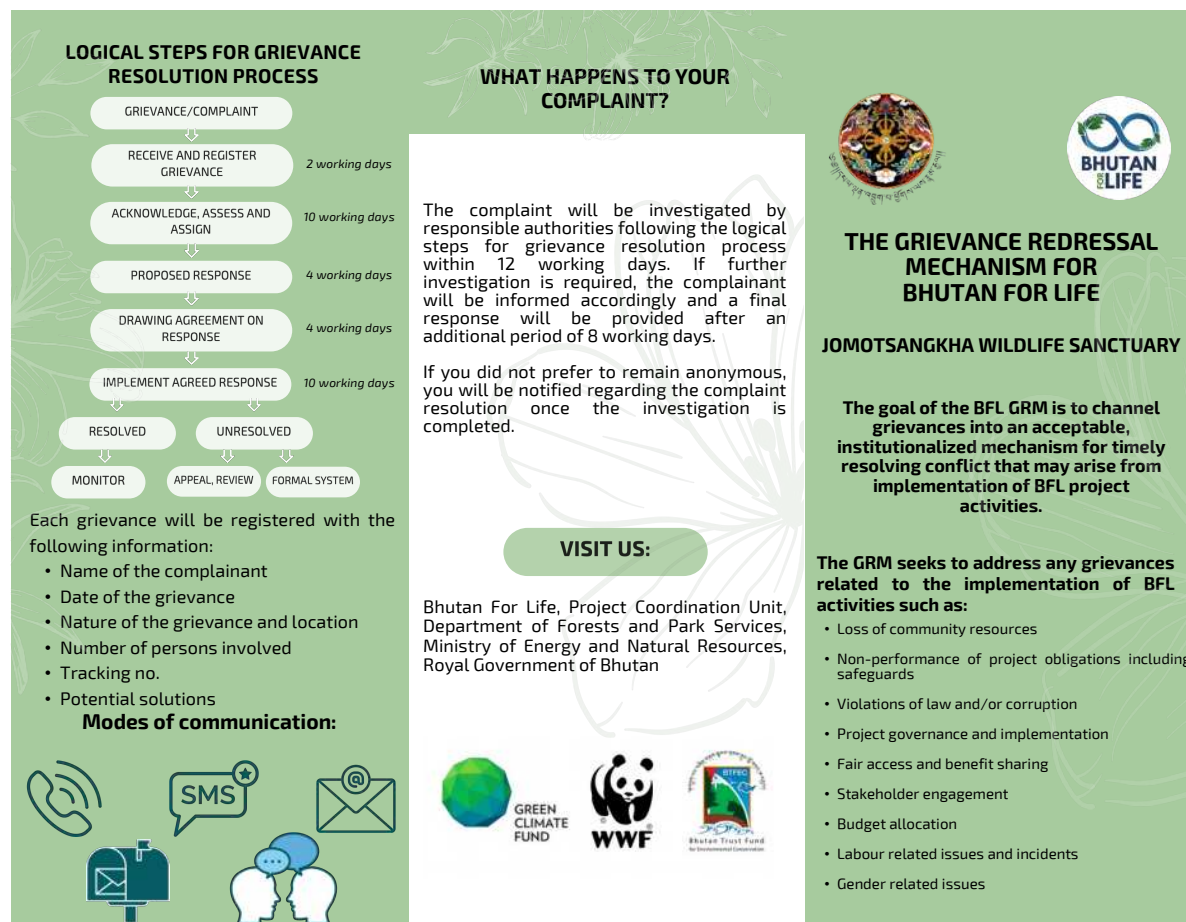 LOGICAL STEPS FOR GRIEVANCE
RESOLUTION PROCESS
GRIEVANCE/COMPLAINT
RECEIVE AND REGISTER
GRIEVANCE
2 working days
ACKNOWLEDGE, ASSESS AND
ASSIGN
10 working days
PROPOSED RESPONSE
4 working days
DRAWING AGREEMENT ON
RESPONSE
4 working days
IMPLEMENT AGREED RESPONSE
10 working days
RESOLVED
UNRESOLVED
MONITOR
APPEAL, REVIEW
FORMAL SYSTEM
Each grievance will be registered with the
following information:
• Name of the complainant
• Date of the grievance
• Nature of the grievance and location
• Number of persons involved
• Tracking no.
• Potential solutions
Modes of communication:
SMS
@
WHAT HAPPENS TO YOUR
COMPLAINT?
The complaint will be investigated by
responsible authorities following the logical
steps for grievance resolution process
within 12 working days. If further
investigation is required, the complainant
will be informed accordingly and a final
response will be provided after an
additional period of 8 working days.
If you did not prefer to remain anonymous,
you will be notified regarding the complaint
resolution once the investigation is
completed.
VISIT US:
Bhutan For Life, Project Coordination Unit,
Department of Forests and Park Services,
Ministry of Energy and Natural Resources,
Royal Government of Bhutan
GREEN
CLIMATE
FUND
WWF
BTFEC
Bhutan Trust Fund
for Environmental Conservation
BHUTAN
FOR
LIFE
THE GRIEVANCE REDRESSAL
MECHANISM FOR
BHUTAN FOR LIFE
JOMOTSANGKHA WILDLIFE SANCTUARY
The goal of the BFL GRM is to channel
grievances into an acceptable,
institutionalized mechanism for timely
resolving conflict that may arise from
implementation of BFL project
activities.
The GRM seeks to address any grievances
related to the implementation of BFL
activities such as:
• Loss of community resources
• Non-performance of project obligations including
safeguards
• Violations of law and/or corruption
• Project governance and implementation
• Fair access and benefit sharing
• Stakeholder engagement
• Budget allocation
• Labour related issues and incidents
• Gender related issues